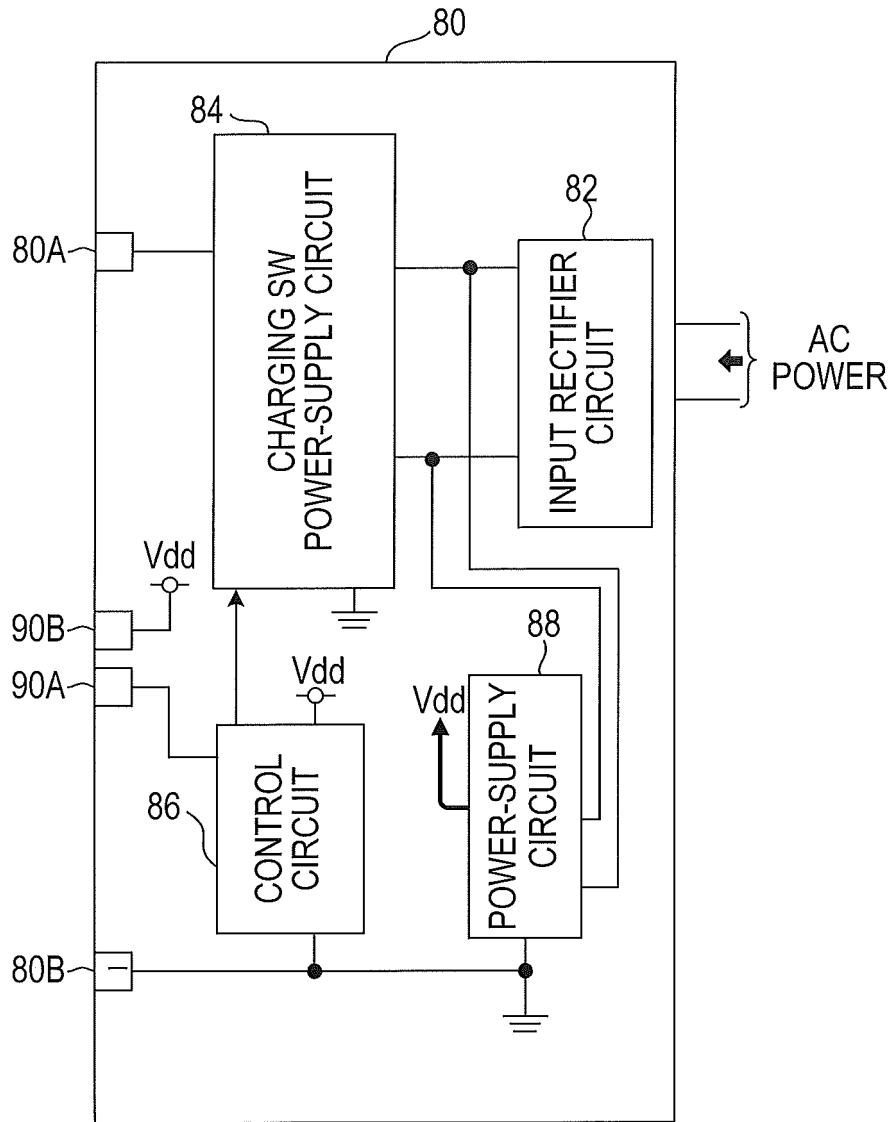 80
84
CHARGING SW
POWER-SUPPLY CIRCUIT
82
INPUT RECTIFIER
CIRCUIT
80A
AC
POWER
Vdd
90B
90A
Vdd
88
Vdd
POWER-SUPPLY
CIRCUIT
86
CONTROL
CIRCUIT
80B